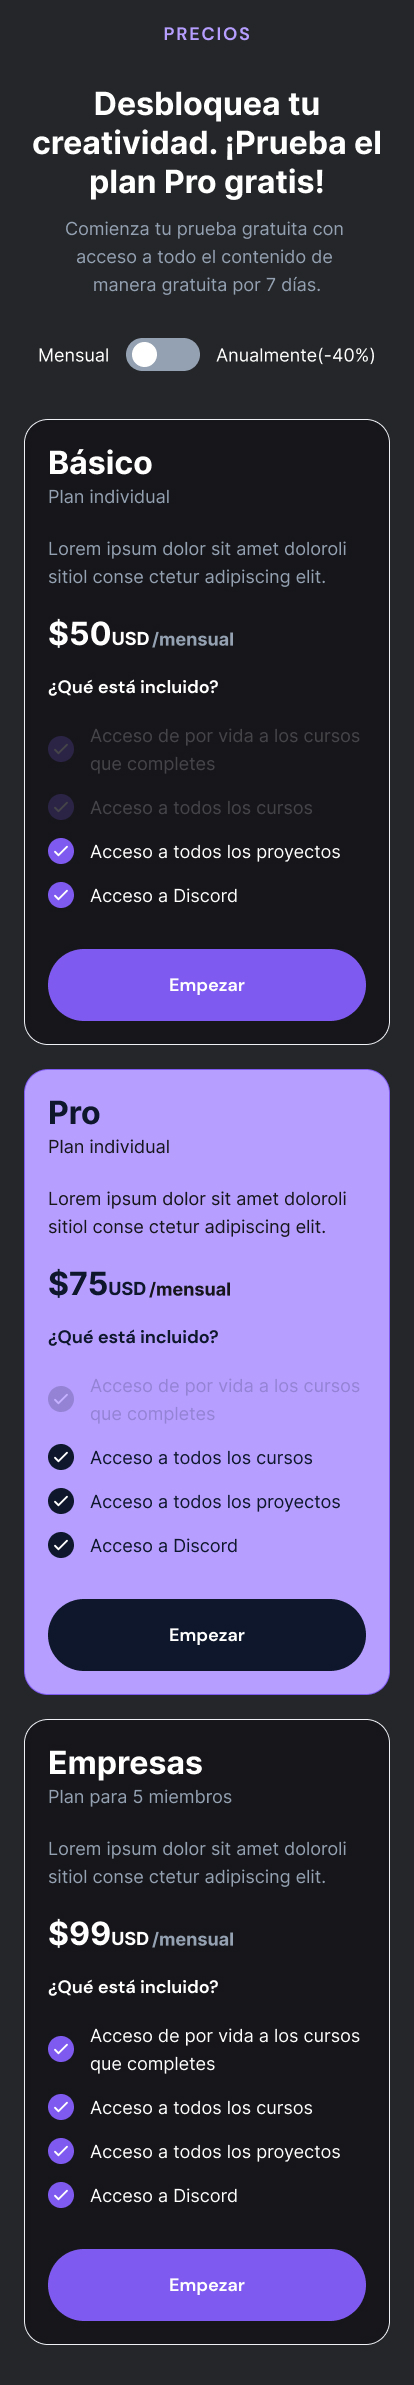 PRECIOS
Desbloquea tu
creatividad. ¡Prueba el
plan Pro gratis!
Comienza tu prueba gratuita con
acceso a todo el contenido de
manera gratuita por 7 días.
Mensual Anualmente(-40%)
Básico
Plan individual
Lorem ipsum dolor sit amet doloroli
sitiol conse ctetur adipiscing elit.
$50USD /mensual
¿Qué está incluido?
Acceso de por vida a los cursos
que completes
Acceso a todos los cursos
Acceso a todos los proyectos
Acceso a Discord
Empezar
Pro
Plan individual
Lorem ipsum dolor sit amet doloroli
sitiol conse ctetur adipiscing elit.
$75USD /mensual
¿Qué está incluido?
Acceso de por vida a los cursos
que completes
Acceso a todos los cursos
Acceso a todos los proyectos
Acceso a Discord
Empezar
Empresas
Plan para 5 miembros
Lorem ipsum dolor sit amet doloroli
sitiol conse ctetur adipiscing elit.
$99USD /mensual
¿Qué está incluido?
Acceso de por vida a los cursos
que completes
Acceso a todos los cursos
Acceso a todos los proyectos
Acceso a Discord
Empezar